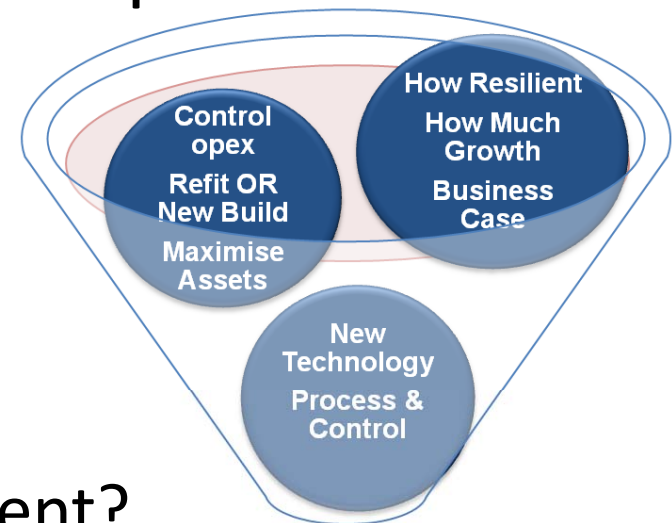 Control
opex
Refit OR
New Build
Maximise
Assets
How Resilient
How Much
Growth
Business
Case
New
Technology
Process &
Control
ent?